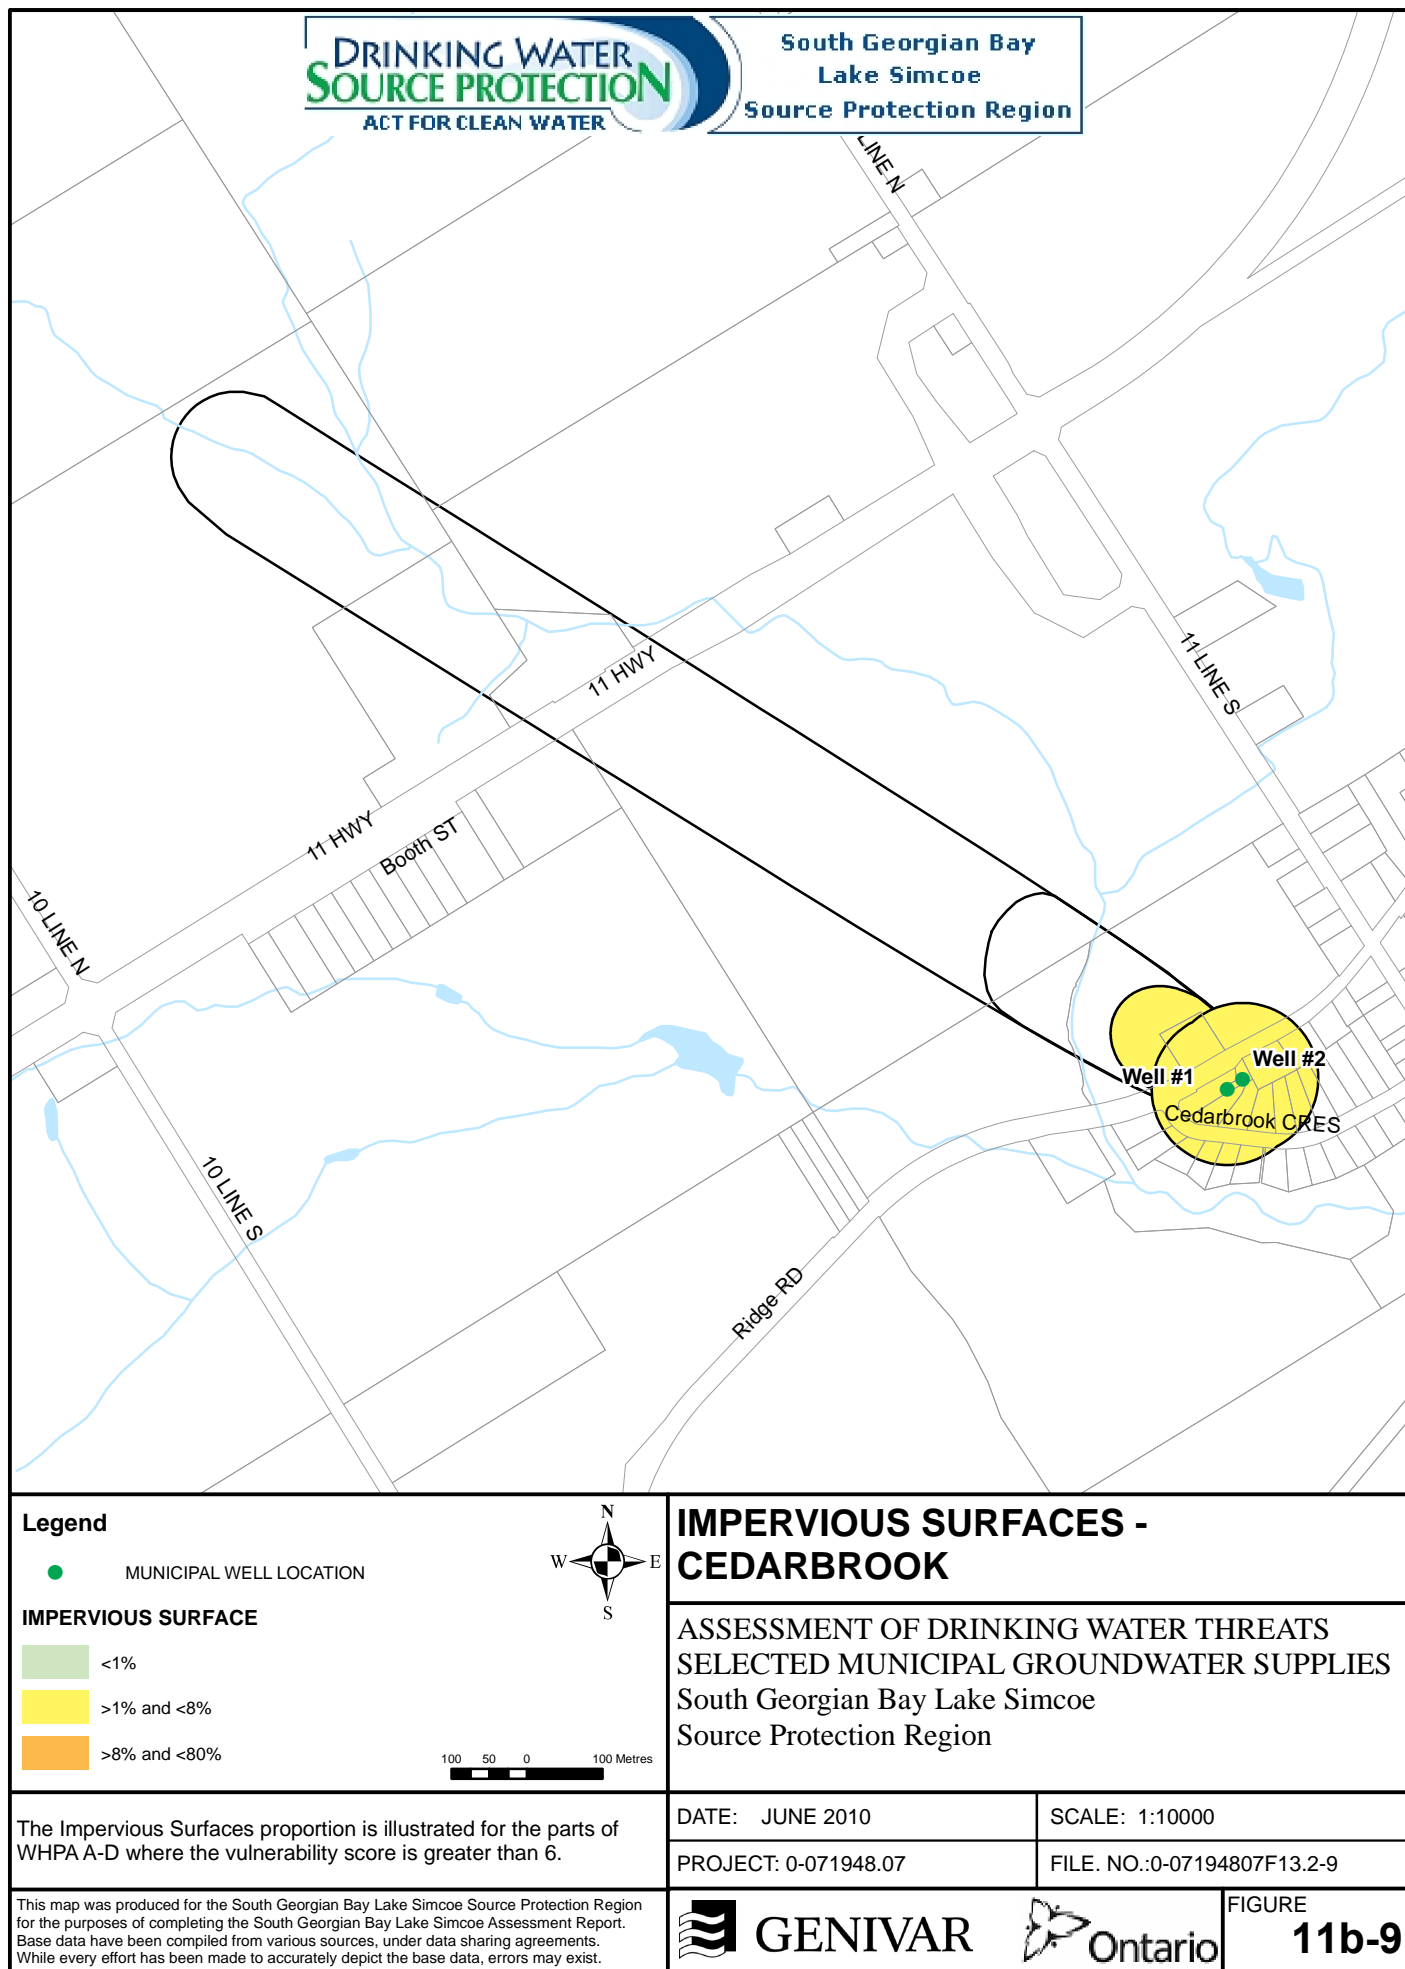 DRINKING WATER
SOURCE PROTECTION
ACT FOR CLEAN WATER
South Georgian Bay
Lake Simcoe
Source Protection Region
LINE N
11 HWY
11 LINE S
11 HWY
Booth ST
10 LINE N
Well #2
Well #1
Cedarbrook CRES
10 LINE S
Ridge RD
Legend
MUNICIPAL WELL LOCATION
IMPERVIOUS SURFACE
<1%
>1% and <8%
>8% and <80%
N
W
E
S
100 50 0 100 Metres
IMPERVIOUS SURFACES -
CEDARBROOK
ASSESSMENT OF DRINKING WATER THREATS
SELECTED MUNICIPAL GROUNDWATER SUPPLIES
South Georgian Bay Lake Simcoe
Source Protection Region
The Impervious Surfaces proportion is illustrated for the parts of
WHPA A-D where the vulnerability score is greater than 6.
DATE: JUNE 2010
SCALE: 1:10000
PROJECT: 0-071948.07
FILE. NO.:0-07194807F13.2-9
This map was produced for the South Georgian Bay Lake Simcoe Source Protection Region
for the purposes of completing the South Georgian Bay Lake Simcoe Assessment Report.
Base data have been compiled from various sources, under data sharing agreements.
While every effort has been made to accurately depict the base data, errors may exist.
GENIVAR
Ontario
FIGURE
11b-9